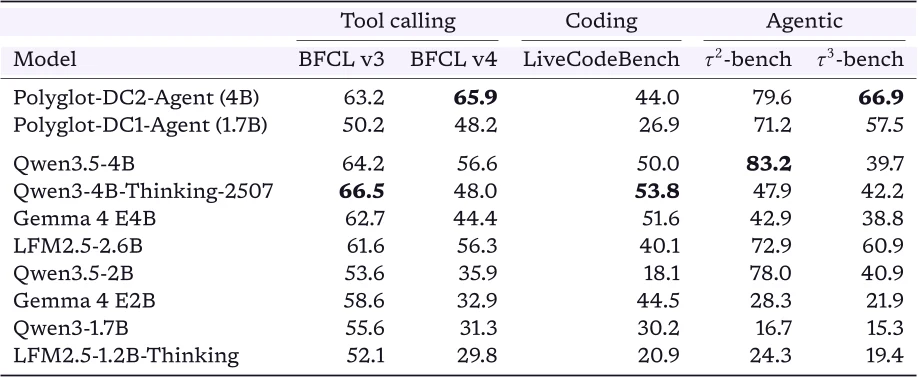 Tool calling Coding Agentic
Model BFCL v3 BFCL v4 LiveCodeBench τ²-bench τ³-bench
Polyglot-DC2-Agent (4B) 63.2 65.9 44.0 79.6 66.9
Polyglot-DC1-Agent (1.7B) 50.2 48.2 26.9 71.2 57.5
Qwen3.5-4B 64.2 56.6 50.0 83.2 39.7
Qwen3-4B-Thinking-2507 66.5 48.0 53.8 47.9 42.2
Gemma 4 E4B 62.7 44.4 51.6 42.9 38.8
LFM2.5-2.6B 61.6 56.3 40.1 72.9 60.9
Qwen3.5-2B 53.6 35.9 18.1 78.0 40.9
Gemma 4 E2B 58.6 32.9 44.5 28.3 21.9
Qwen3-1.7B 55.6 31.3 30.2 16.7 15.3
LFM2.5-1.2B-Thinking 52.1 29.8 20.9 24.3 19.4